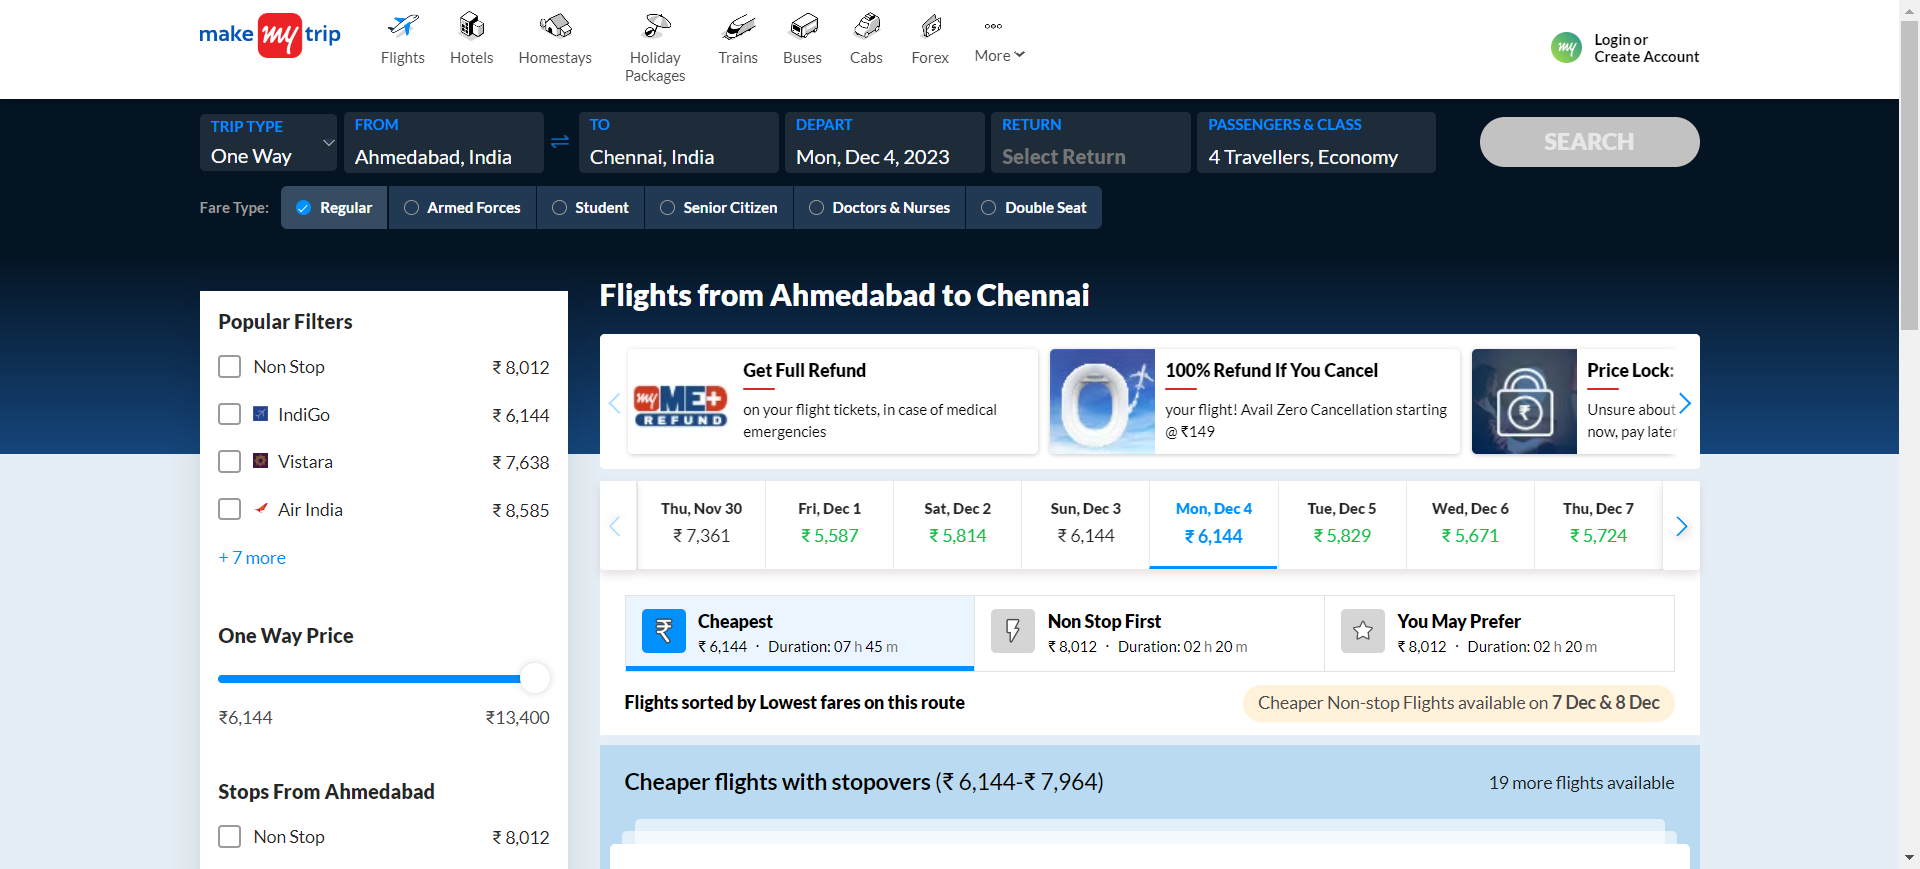 make my trip
Flights
Hotels
Homestays
Holiday
Packages
Trains
Buses
Cabs
Forex
More
my
Login or
Create Account
TRIP TYPE
One Way
FROM
Ahmedabad, India
TO
Chennai, India
DEPART
Mon, Dec 4, 2023
RETURN
Select Return
PASSENGERS & CLASS
4 Travellers, Economy
SEARCH
Fare Type:
Regular
Armed Forces
Student
Senior Citizen
Doctors & Nurses
Double Seat
Popular Filters
Non Stop ₹ 8,012
IndiGo ₹ 6,144
Vistara ₹ 7,638
Air India ₹ 8,585
+ 7 more
One Way Price
₹6,144 ₹13,400
Stops From Ahmedabad
Non Stop ₹ 8,012
Flights from Ahmedabad to Chennai
my MED+
REFUND
Get Full Refund
on your flight tickets, in case of medical
emergencies
100% Refund If You Cancel
your flight! Avail Zero Cancellation starting
@ ₹149
₹
Price Lock:
Unsure about
now, pay later
Thu, Nov 30
₹ 7,361
Fri, Dec 1
₹ 5,587
Sat, Dec 2
₹ 5,814
Sun, Dec 3
₹ 6,144
Mon, Dec 4
₹ 6,144
Tue, Dec 5
₹ 5,829
Wed, Dec 6
₹ 5,671
Thu, Dec 7
₹ 5,724
₹
Cheapest
₹ 6,144 · Duration: 07 h 45 m
Non Stop First
₹ 8,012 · Duration: 02 h 20 m
You May Prefer
₹ 8,012 · Duration: 02 h 20 m
Flights sorted by Lowest fares on this route
Cheaper Non-stop Flights available on 7 Dec & 8 Dec
Cheaper flights with stopovers (₹ 6,144-₹ 7,964)
19 more flights available